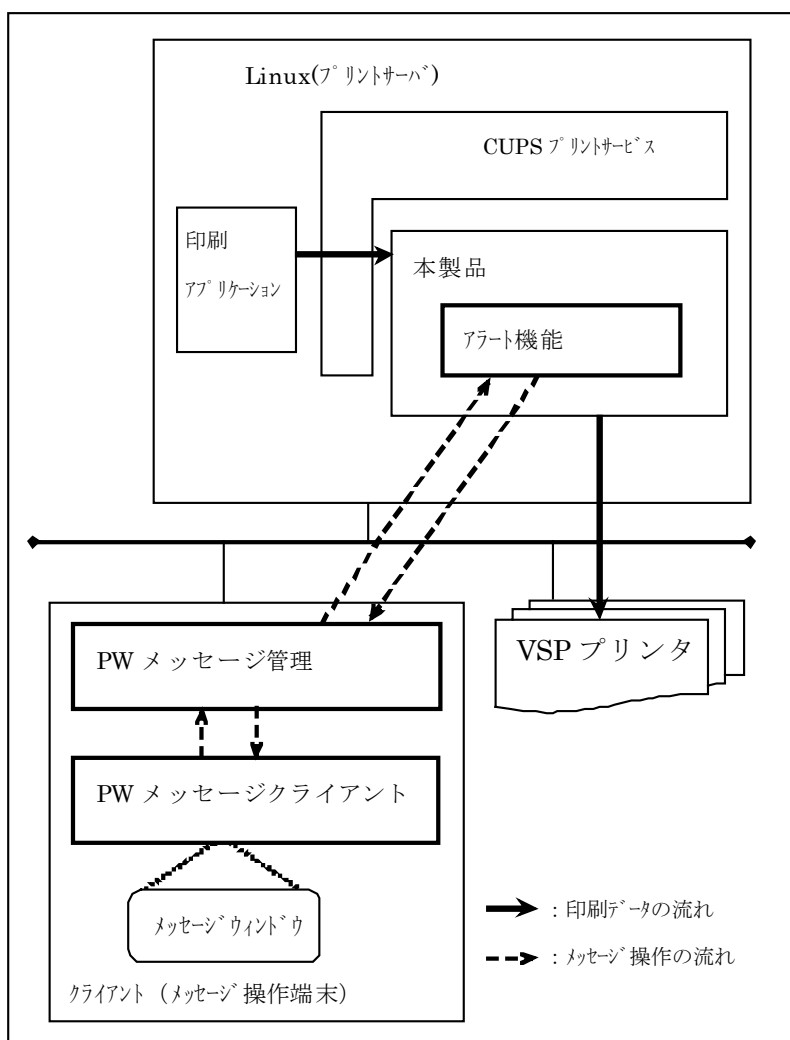 Linux(プリントサーバ)
CUPS プリントサービス
印刷
アプリケーション
本製品
アラート機能
PW メッセージ管理
VSP プリンタ
PW メッセージクライアント
メッセージウィンドウ
クライアント（メッセージ操作端末）
：印刷データの流れ
：メッセージ操作の流れ